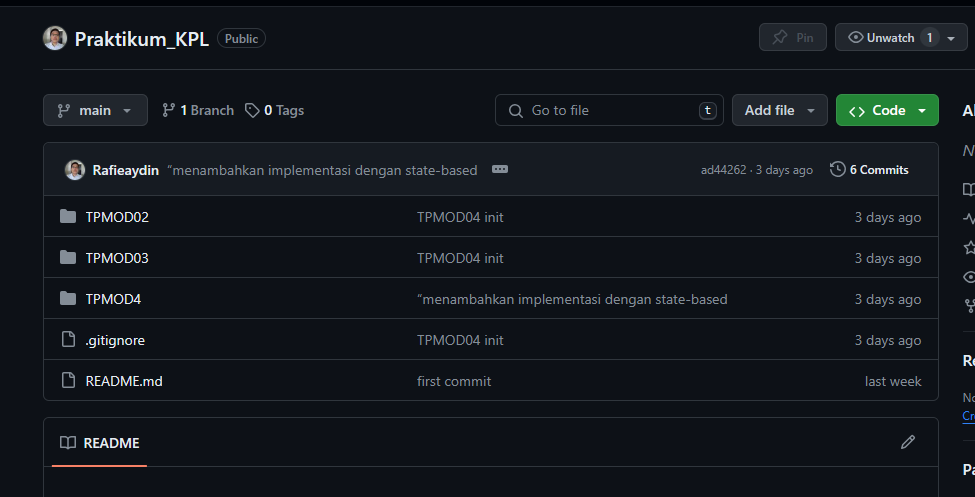 Praktikum_KPL Public Pin Unwatch 1
main 1 Branch 0 Tags Go to file t Add file Code
Rafieaydin “menambahkan implementasi dengan state-based ad44262 · 3 days ago 6 Commits
TPMOD02 TPMOD04 init 3 days ago
TPMOD03 TPMOD04 init 3 days ago
TPMOD4 “menambahkan implementasi dengan state-based 3 days ago
.gitignore TPMOD04 init 3 days ago
README.md first commit last week
README